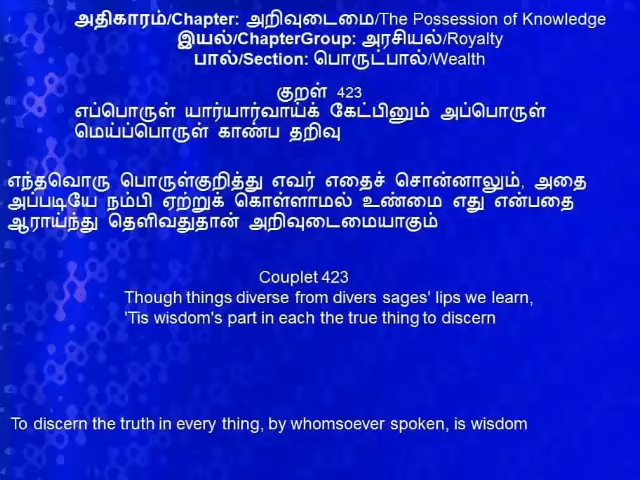 அதிகாரம்/Chapter: அறிவுடைமை/The Possession of Knowledge
இயல்/ChapterGroup: அரசியல்/Royalty
பால்/Section: பொருட்பால்/Wealth
குறள் 423
எப்பொருள் யார்யார்வாய்க் கேட்பினும் அப்பொருள்
மெய்ப்பொருள் காண்ப தறிவு
எந்தவொரு பொருள்குறித்து எவர் எதைச் சொன்னாலும், அதை
அப்படியே நம்பி ஏற்றுக் கொள்ளாமல் உண்மை எது என்பதை
ஆராய்ந்து தெளிவதுதான் அறிவுடைமையாகும்
Couplet 423
Though things diverse from divers sages' lips we learn,
'Tis wisdom's part in each the true thing to discern
To discern the truth in every thing, by whomsoever spoken, is wisdom